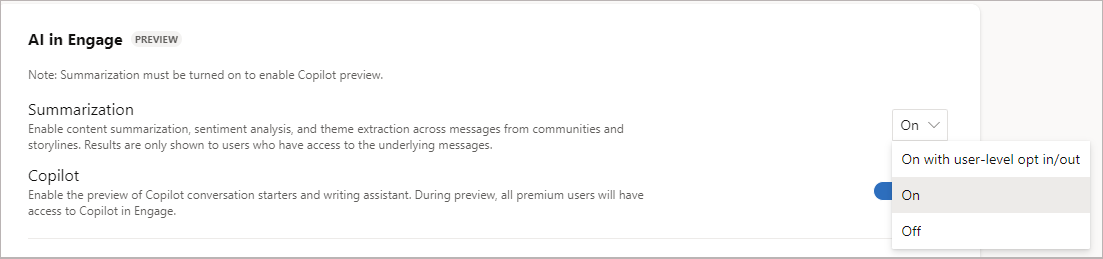 AI in Engage PREVIEW
Note: Summarization must be turned on to enable Copilot preview.
Summarization
Enable content summarization, sentiment analysis, and theme extraction across messages from communities and
storylines. Results are only shown to users who have access to the underlying messages.
On
On with user-level opt in/out
On
Off
Copilot
Enable the preview of Copilot conversation starters and writing assistant. During preview, all premium users will have
access to Copilot in Engage.